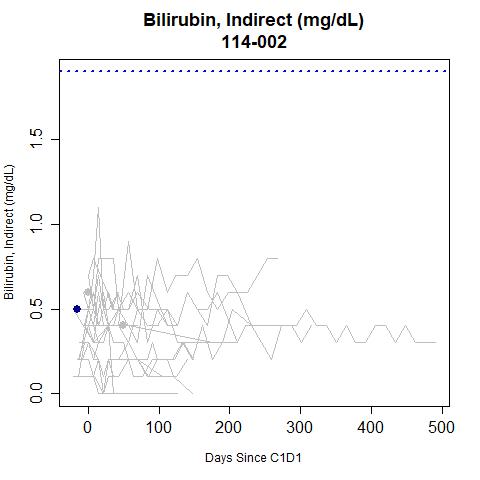 Bilirubin, Indirect (mg/dL)
114-002
Bilirubin, Indirect (mg/dL)
1.5
1.0
0.5
0.0
0 100 200 300 400 500
Days Since C1D1